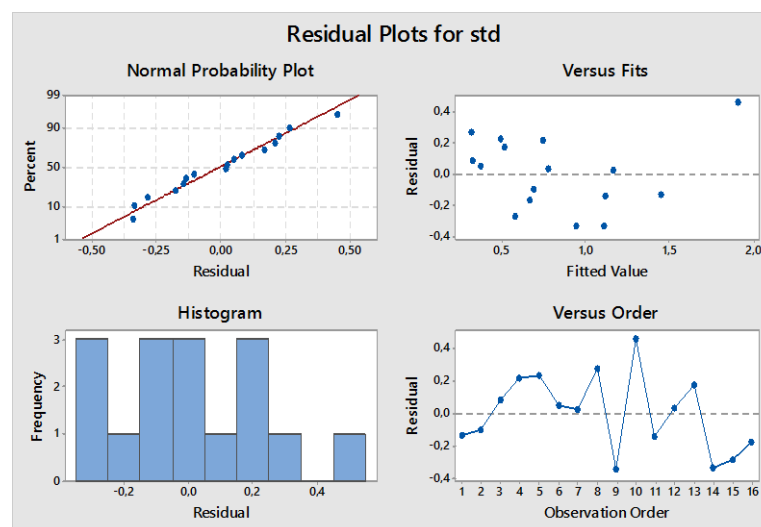 Residual Plots for std
Normal Probability Plot
99
90
50
10
1
Percent
-0,50 -0,25 0,00 0,25 0,50
Residual
Versus Fits
0,4
0,2
0,0
-0,2
-0,4
Residual
0,5 1,0 1,5 2,0
Fitted Value
Histogram
3
2
1
0
Frequency
-0,2 0,0 0,2 0,4
Residual
Versus Order
0,4
0,2
0,0
-0,2
-0,4
Residual
1 2 3 4 5 6 7 8 9 10 11 12 13 14 15 16
Observation Order